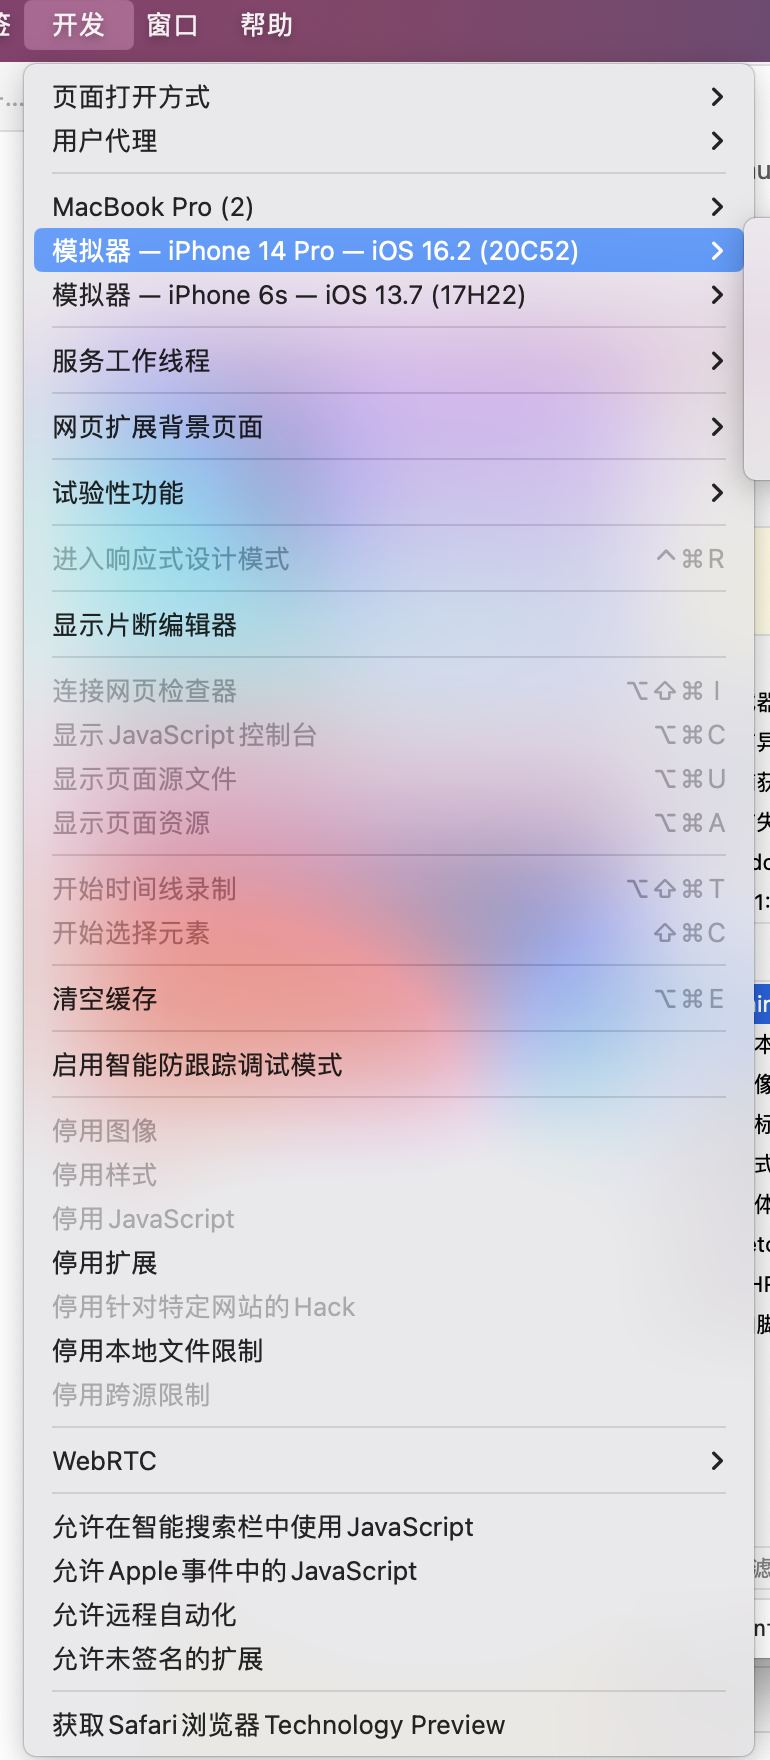 开发 窗口 帮助
页面打开方式
用户代理
MacBook Pro (2)
模拟器 — iPhone 14 Pro — iOS 16.2 (20C52)
模拟器 — iPhone 6s — iOS 13.7 (17H22)
服务工作线程
网页扩展背景页面
试验性功能
进入响应式设计模式 ^⌘R
显示片断编辑器
连接网页检查器 ⌥⇧⌘I
显示 JavaScript 控制台 ⌥⌘C
显示页面源文件 ⌥⌘U
显示页面资源 ⌥⌘A
开始时间线录制 ⌥⇧⌘T
开始选择元素 ⇧⌘C
清空缓存 ⌥⌘E
启用智能防跟踪调试模式
停用图像
停用样式
停用 JavaScript
停用扩展
停用针对特定网站的 Hack
停用本地文件限制
停用跨源限制
WebRTC
允许在智能搜索栏中使用 JavaScript
允许 Apple 事件中的 JavaScript
允许远程自动化
允许未签名的扩展
获取 Safari 浏览器 Technology Preview